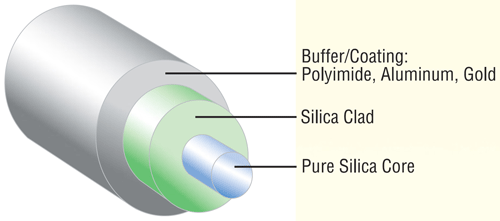 Buffer/Coating:
Polyimide, Aluminum, Gold
Silica Clad
Pure Silica Core